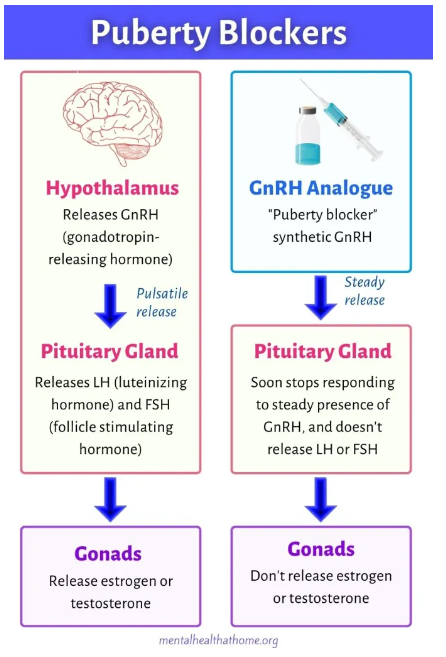 Puberty Blockers
Hypothalamus
Releases GnRH
(gonadotropin-
releasing hormone)
Pulsatile
release
Pituitary Gland
Releases LH (luteinizing
hormone) and FSH
(follicle stimulating
hormone)
Gonads
Release estrogen or
testosterone
GnRH Analogue
"Puberty blocker"
synthetic GnRH
Steady
release
Pituitary Gland
Soon stops responding
to steady presence of
GnRH, and doesn't
release LH or FSH
Gonads
Don't release estrogen
or testosterone
mentalhealthathome.org